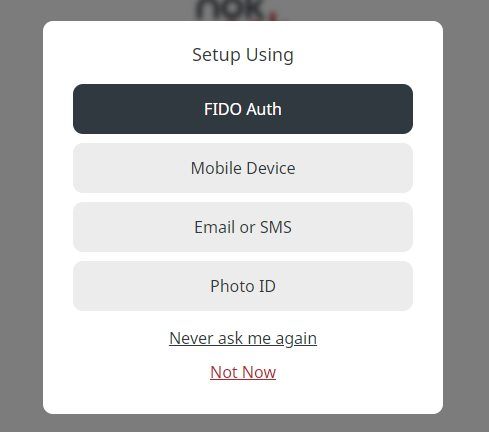 nok
Setup Using
FIDO Auth
Mobile Device
Email or SMS
Photo ID
Never ask me again
Not Now